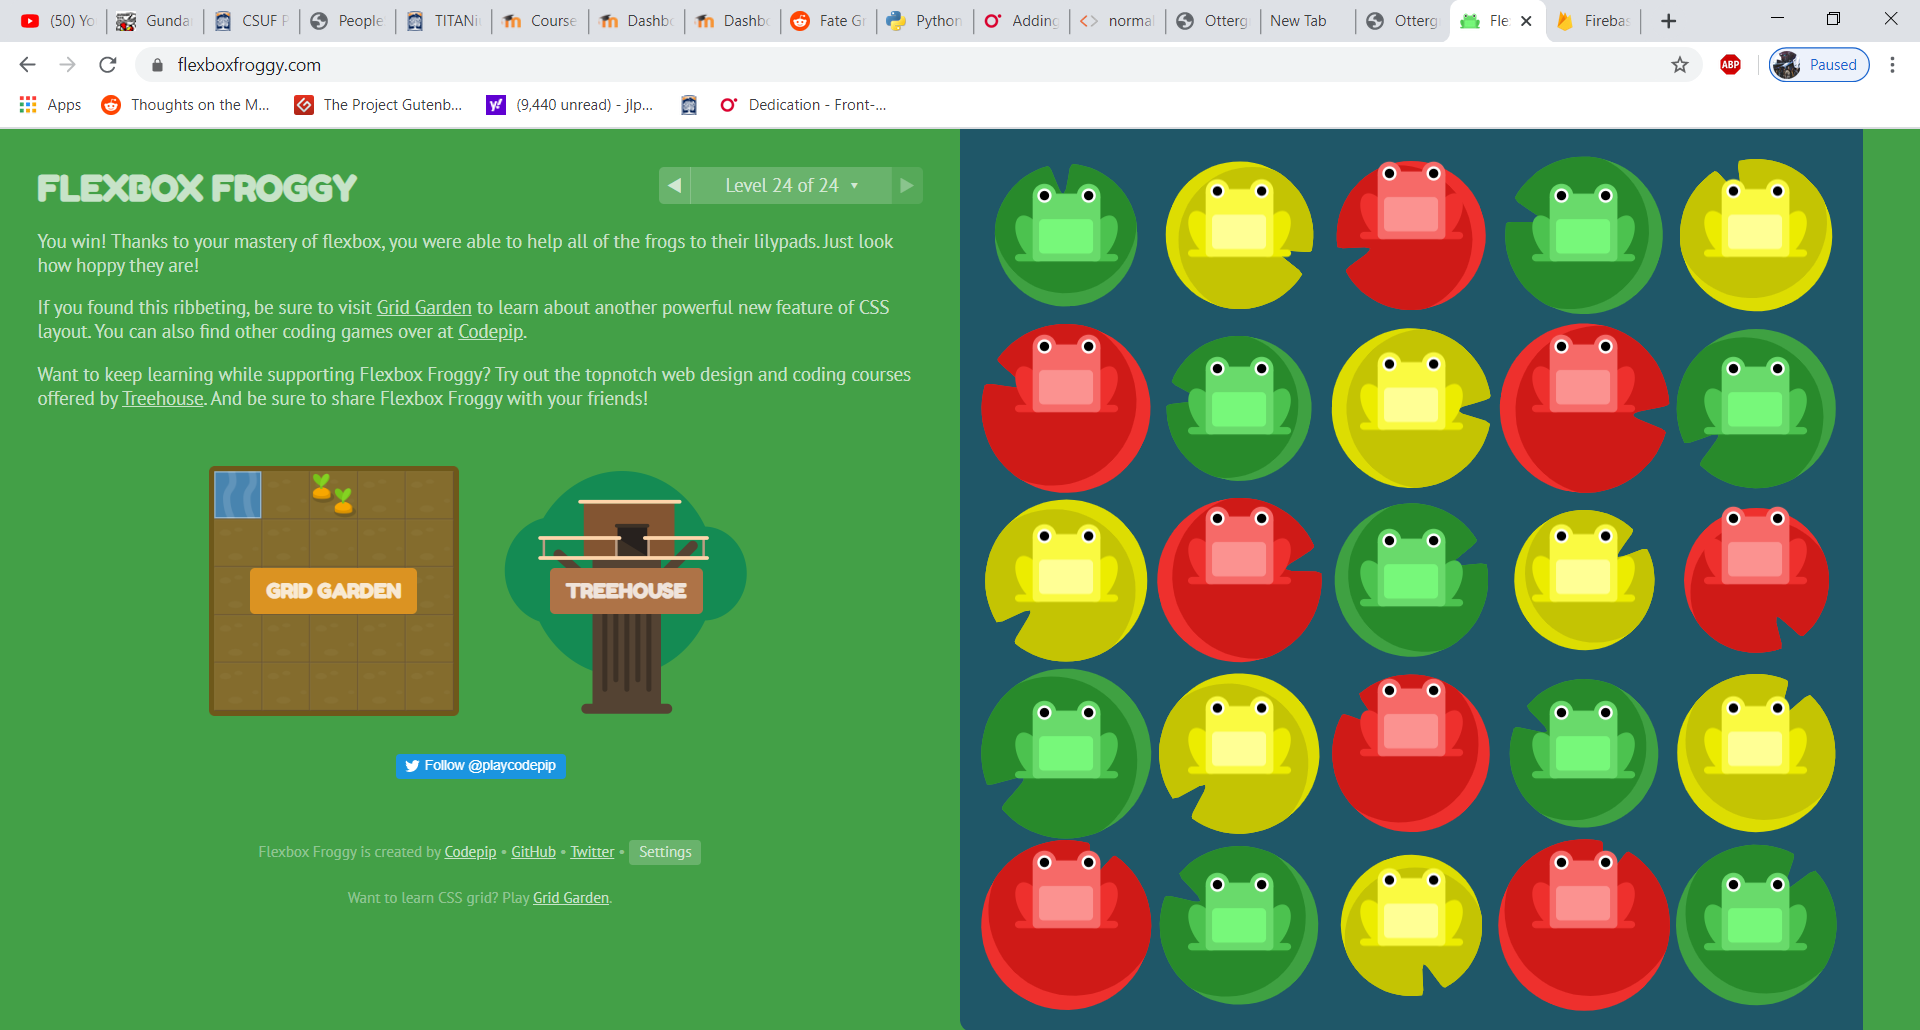 (50) Yo
Gundar
CSUF P
People
TITANi
Course
Dashbo
Dashbo
Fate Gr
Python
Adding
normal
Otterg
New Tab
Otterg
Fle
Firebas
flexboxfroggy.com
ABP
Paused
Apps
Thoughts on the M...
The Project Gutenb...
(9,440 unread) - jlp...
Dedication - Front-...
FLEXBOX FROGGY
Level 24 of 24
You win! Thanks to your mastery of flexbox, you were able to help all of the frogs to their lilypads. Just look
how hoppy they are!
If you found this ribbeting, be sure to visit Grid Garden to learn about another powerful new feature of CSS
layout. You can also find other coding games over at Codepip.
Want to keep learning while supporting Flexbox Froggy? Try out the topnotch web design and coding courses
offered by Treehouse. And be sure to share Flexbox Froggy with your friends!
GRID GARDEN
TREEHOUSE
Follow @playcodepip
Flexbox Froggy is created by Codepip • GitHub • Twitter • Settings
Want to learn CSS grid? Play Grid Garden.